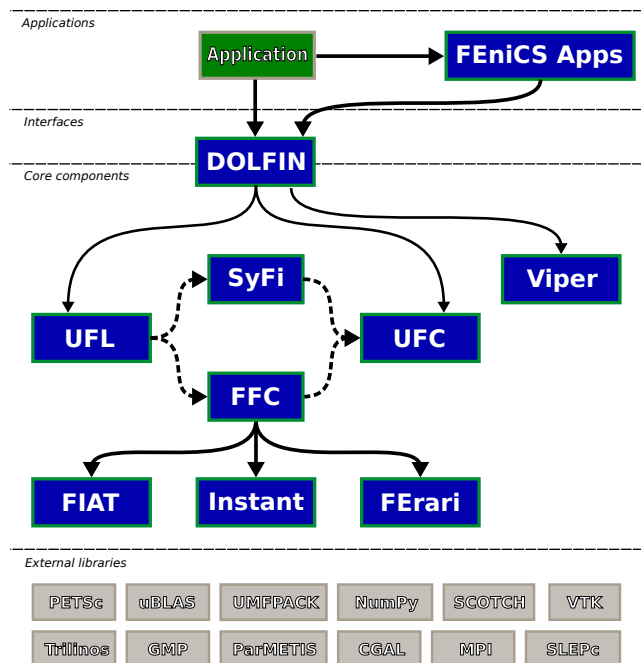 Applications
Application
FEniCS Apps
Interfaces
DOLFIN
Core components
SyFi
Viper
UFL
UFC
FFC
FIAT
Instant
FErari
External libraries
PETSc uBLAS UMFPACK NumPy SCOTCH VTK
Trilinos GMP ParMETIS CGAL MPI SLEPc